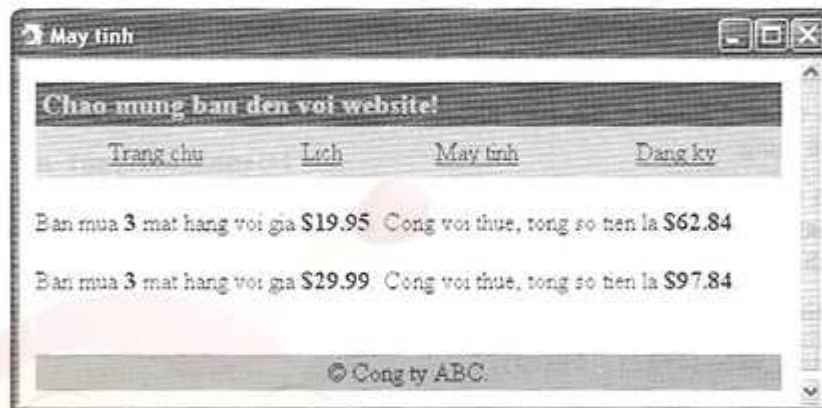 May tinh
Chao mung ban den voi website!
Trang chu Lich May tinh Dang ky
Ban mua 3 mat hang voi gia $19.95. Cong voi thue, tong so tien la $62.84.
Ban mua 3 mat hang voi gia $29.99. Cong voi thue, tong so tien la $97.84.
© Cong ty ABC.